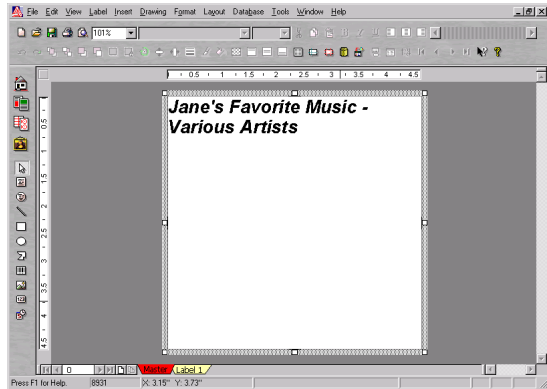 File Edit View Label Insert Drawing Format Layout Database Tools Window Help
101%
0.5 1 1.5 2 2.5 3 3.5 4 4.5
Jane's Favorite Music -
Various Artists
0.5
1
1.5
2
2.5
3
3.5
4
4.5
0 Master Label 1
Press F1 for Help. 8931 X: 3.15" Y: 3.73"